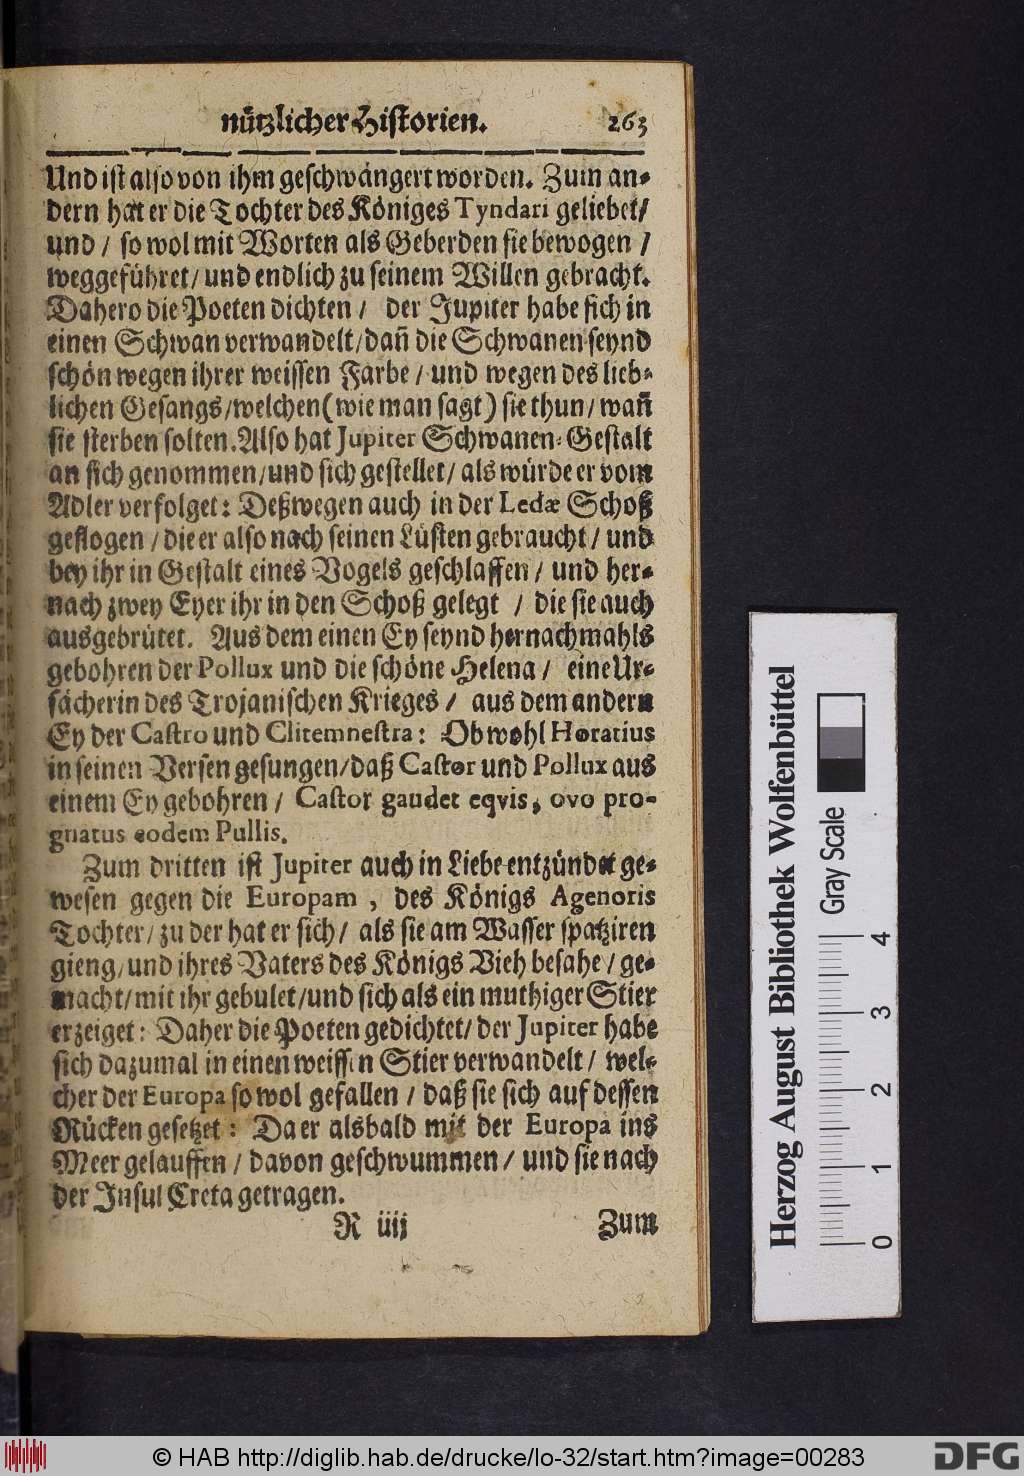 nützlicher Historien. 263
Und ist also von ihm geschwängert worden. Zum an-
dern hat er die Tochter des Königes Tyndari geliebet/
und / so wol mit Worten als Geberden sie bewogen /
weggeführet / und endlich zu seinem Willen gebracht.
Dahero die Poeten dichten / der Jupiter habe sich in
einen Schwan verwandelt / dañ die Schwanen seynd
schön wegen ihrer weissen Farbe / und wegen des lieb-
lichen Gesangs / welchen (wie man sagt) sie thun / wañ
sie sterben solten. Also hat Jupiter Schwanen-Gestalt
an sich genommen / und sich gestellet / als würde er vom
Adler verfolget: Deßwegen auch in der Ledæ Schoß
geflogen / die er also nach seinen Lüsten gebraucht / und
bey ihr in Gestalt eines Vogels geschlaffen / und her-
nach zwey Eyer ihr in den Schoß gelegt / die sie auch
ausgebrütet. Aus dem einen Ey seynd hernachmahls
gebohren der Pollux und die schöne Helena / eine Ur-
sächerin des Trojanischen Krieges / aus dem andern
Ey der Castro und Clitemnestra: Obwohl Horatius
in seinen Versen gesungen / daß Castor und Pollux aus
einem Ey gebohren / Castor gaudet eqvis, ovo pro-
gnatus eodem Pullis.
Zum dritten ist Jupiter auch in Liebe entzündet ge-
wesen gegen die Europam, des Königs Agenoris
Tochter / zu der hat er sich / als sie am Wasser spatziren
gieng / und ihres Vaters des Königs Vieh besahe / ge-
macht / mit ihr gebulet / und sich als ein muthiger Stier
erzeiget: Daher die Poeten gedichtet / der Jupiter habe
sich dazumal in einen weissen Stier verwandelt / wel-
cher der Europa so wol gefallen / daß sie sich auf dessen
Rücken gesetzet: Da er alsbald mit der Europa ins
Meer gelauffen / davon geschwummen / und sie nach
der Insul Creta getragen.
R iiij Zum
Herzog August Bibliothek Wolfenbüttel
Gray Scale
0 1 2 3 4
© HAB http://diglib.hab.de/drucke/lo-32/start.htm?image=00283
DFG